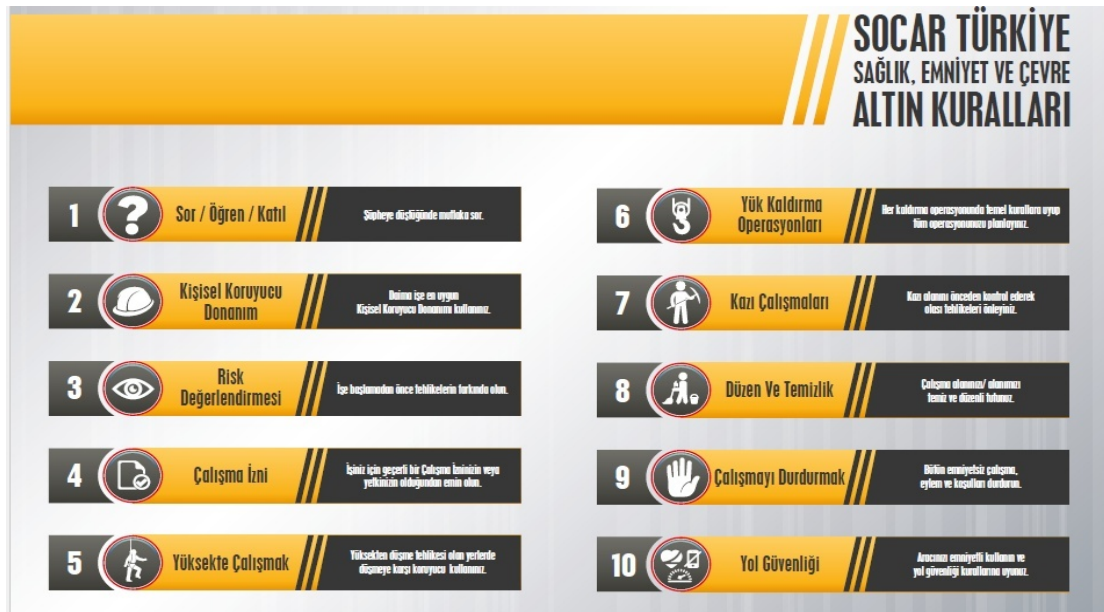 SOCAR TÜRKİYE
SAĞLIK, EMNİYET VE ÇEVRE
ALTIN KURALLARI
1
Sor / Öğren / Katıl
Şüpheye düştüğünde mutlaka sor.
2
Kişisel Koruyucu
Donanım
Daima işe en uygun
Kişisel Koruyucu Donanımı kullanınız.
3
Risk
Değerlendirmesi
İşe başlamadan önce tehlikelerin farkında olun.
4
Çalışma İzni
İşiniz için geçerli bir Çalışma İzninizin veya
yetkinizin olduğundan emin olun.
5
Yüksekte Çalışmak
Yüksekten düşme tehlikesi olan yerlerde
düşmeye karşı koruyucu kullanınız.
6
Yük Kaldırma
Operasyonları
Her kaldırma operasyonunda temel kurallara uyup
tüm operasyonunuzu planlayınız.
7
Kazı Çalışmaları
Kazı alanını önceden kontrol ederek
olası tehlikeleri önleyiniz.
8
Düzen Ve Temizlik
Çalışma alanınızı/ alanımızı
temiz ve düzenli tutunuz.
9
Çalışmayı Durdurmak
Bütün emniyetsiz çalışma,
eylem ve koşulları durdurun.
10
Yol Güvenliği
Aracınızı emniyetli kullanın ve
yol güvenliği kurallarına uyunuz.